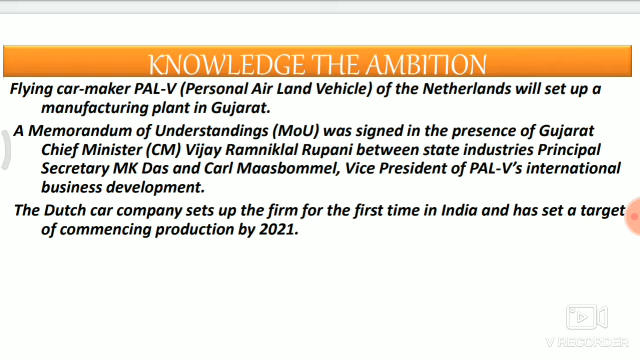 KNOWLEDGE THE AMBITION
Flying car-maker PAL-V (Personal Air Land Vehicle) of the Netherlands will set up a
manufacturing plant in Gujarat.
A Memorandum of Understandings (MoU) was signed in the presence of Gujarat
Chief Minister (CM) Vijay Ramniklal Rupani between state industries Principal
Secretary MK Das and Carl Maasbommel, Vice President of PAL-V's international
business development.
The Dutch car company sets up the firm for the first time in India and has set a target
of commencing production by 2021.
V RECORDER